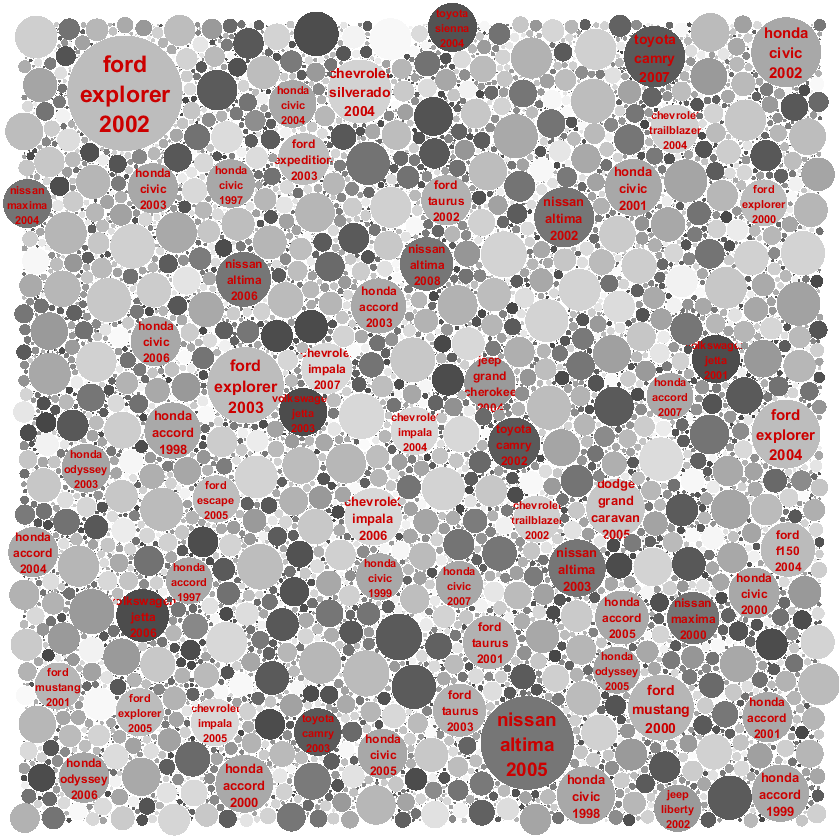 toyota
sienna
2004
honda
civic
2002
toyota
camry
2007
ford
explorer
2002
chevrolet
silverado
2004
honda
civic
2004
chevrolet
trailblazer
2004
ford
expedition
2003
honda
civic
2003
honda
civic
1997
nissan
maxima
2004
ford
taurus
2002
nissan
altima
2002
honda
civic
2001
ford
explorer
2000
nissan
altima
2008
nissan
altima
2006
honda
accord
2003
honda
civic
2006
chevrolet
impala
2007
ford
explorer
2003
jeep
grand
cherokee
2004
volkswagen
jetta
2001
honda
accord
2007
volkswagen
jetta
2003
honda
accord
1998
chevrolet
impala
2004
toyota
camry
2002
ford
explorer
2004
honda
odyssey
2003
ford
escape
2005
chevrolet
impala
2006
chevrolet
trailblazer
2002
dodge
grand
caravan
2005
honda
accord
2004
ford
f150
2004
honda
accord
1997
honda
civic
1999
honda
civic
2007
nissan
altima
2003
honda
civic
2000
volkswagen
jetta
2006
honda
accord
2005
nissan
maxima
2000
ford
taurus
2001
honda
odyssey
2005
ford
mustang
2001
ford
explorer
2005
chevrolet
impala
2005
toyota
camry
2003
ford
taurus
2003
ford
mustang
2000
honda
accord
2001
nissan
altima
2005
honda
civic
2005
honda
odyssey
2006
honda
accord
2000
honda
civic
1998
jeep
liberty
2002
honda
accord
1999